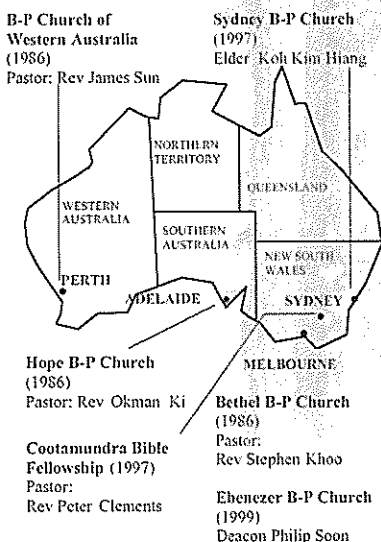 B-P Church of
Western Australia
(1986)
Pastor: Rev James Sun
Sydney B-P Church
(1997)
Elder Koh Kim Hiang
NORTHERN
TERRITORY
QUEENSLAND
WESTERN
AUSTRALIA
SOUTHERN
AUSTRALIA
NEW SOUTH
WALES
PERTH
ADELAIDE
SYDNEY
MELBOURNE
Hope B-P Church
(1986)
Pastor: Rev Okman Ki
Cootamundra Bible
Fellowship (1997)
Pastor:
Rev Peter Clements
Bethel B-P Church
(1986)
Pastor:
Rev Stephen Khoo
Ebenezer B-P Church
(1999)
Deacon Philip Soon